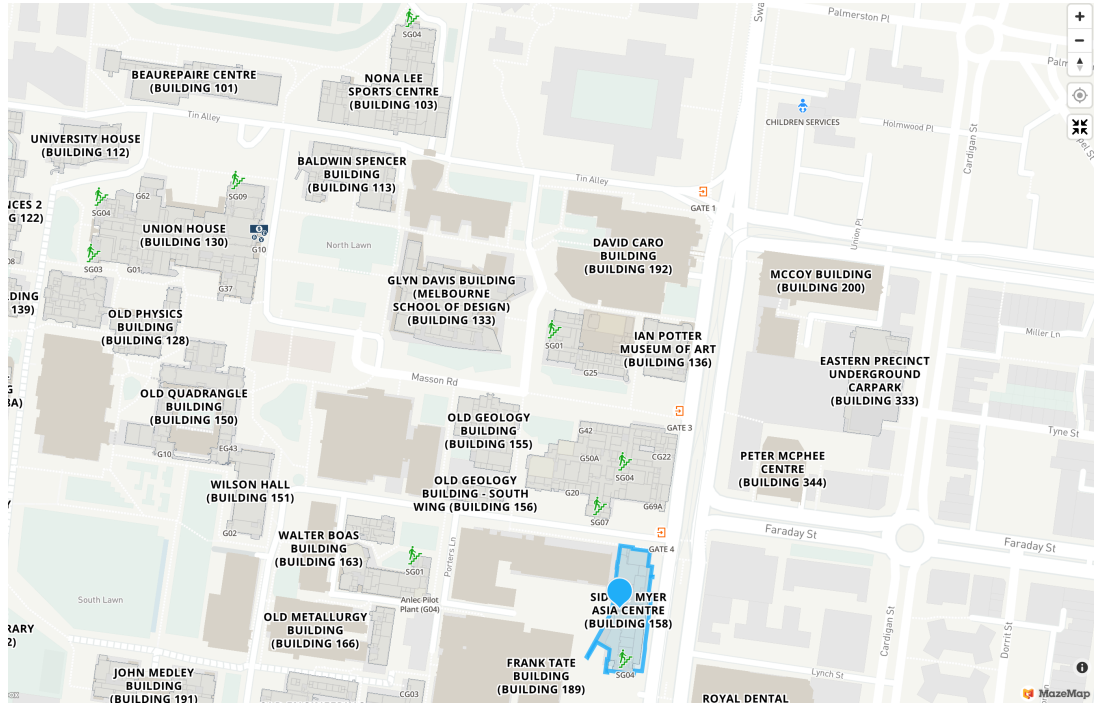 Palmerston Pl
Swa
SG04
BEAUREPAIRE CENTRE
(BUILDING 101)
NONA LEE
SPORTS CENTRE
(BUILDING 103)
CHILDREN SERVICES
Tin Alley
Holmwood Pl
Cardigan St
UNIVERSITY HOUSE
(BUILDING 112)
BALDWIN SPENCER
BUILDING
(BUILDING 113)
Tin Alley
GATE 1
NCES 2
G 122)
SG04
G62
SG09
UNION HOUSE
(BUILDING 130)
G10
SG03
G01
G37
North Lawn
DAVID CARO
BUILDING
(BUILDING 192)
Union Pl
MCCOY BUILDING
(BUILDING 200)
GLYN DAVIS BUILDING
(MELBOURNE
SCHOOL OF DESIGN)
(BUILDING 133)
DING
139)
OLD PHYSICS
BUILDING
(BUILDING 128)
SG01
G25
IAN POTTER
MUSEUM OF ART
(BUILDING 136)
Miller Ln
EASTERN PRECINCT
UNDERGROUND
CARPARK
(BUILDING 333)
Masson Rd
OLD QUADRANGLE
BUILDING
(BUILDING 150)
EG43
G10
OLD GEOLOGY
BUILDING
(BUILDING 155)
GATE 3
Tyne St
G42
G50A
CG22
SG04
G20
G69A
SG07
PETER MCPHEE
CENTRE
(BUILDING 344)
WILSON HALL
(BUILDING 151)
G02
OLD GEOLOGY
BUILDING - SOUTH
WING (BUILDING 156)
Faraday St
Faraday St
GATE 4
WALTER BOAS
BUILDING
(BUILDING 163)
SG01
Porters Ln
Anlec Pilot
Plant (G04)
South Lawn
SID MYER
ASIA CENTRE
(BUILDING 158)
SG04
OLD METALLURGY
BUILDING
(BUILDING 166)
Cardigan St
Dorrit St
RARY
FRANK TATE
BUILDING
(BUILDING 189)
JOHN MEDLEY
BUILDING
(BUILDING 191)
CG03
Lynch St
ROYAL DENTAL
MazeMap